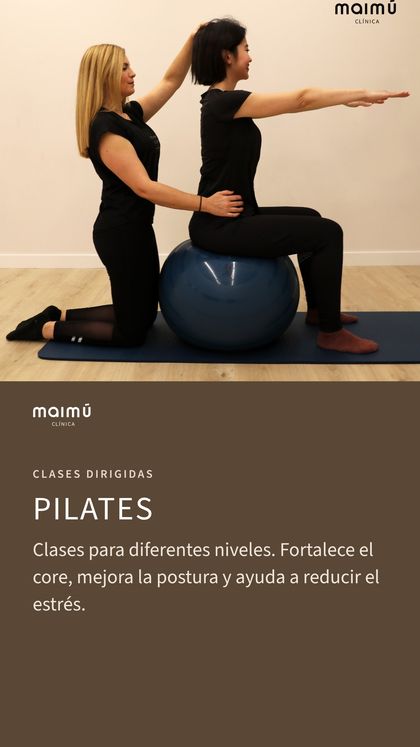 maimū
CLÍNICA
maimū
CLÍNICA
CLASES DIRIGIDAS
PILATES
Clases para diferentes niveles. Fortalece el
core, mejora la postura y ayuda a reducir el
estrés.